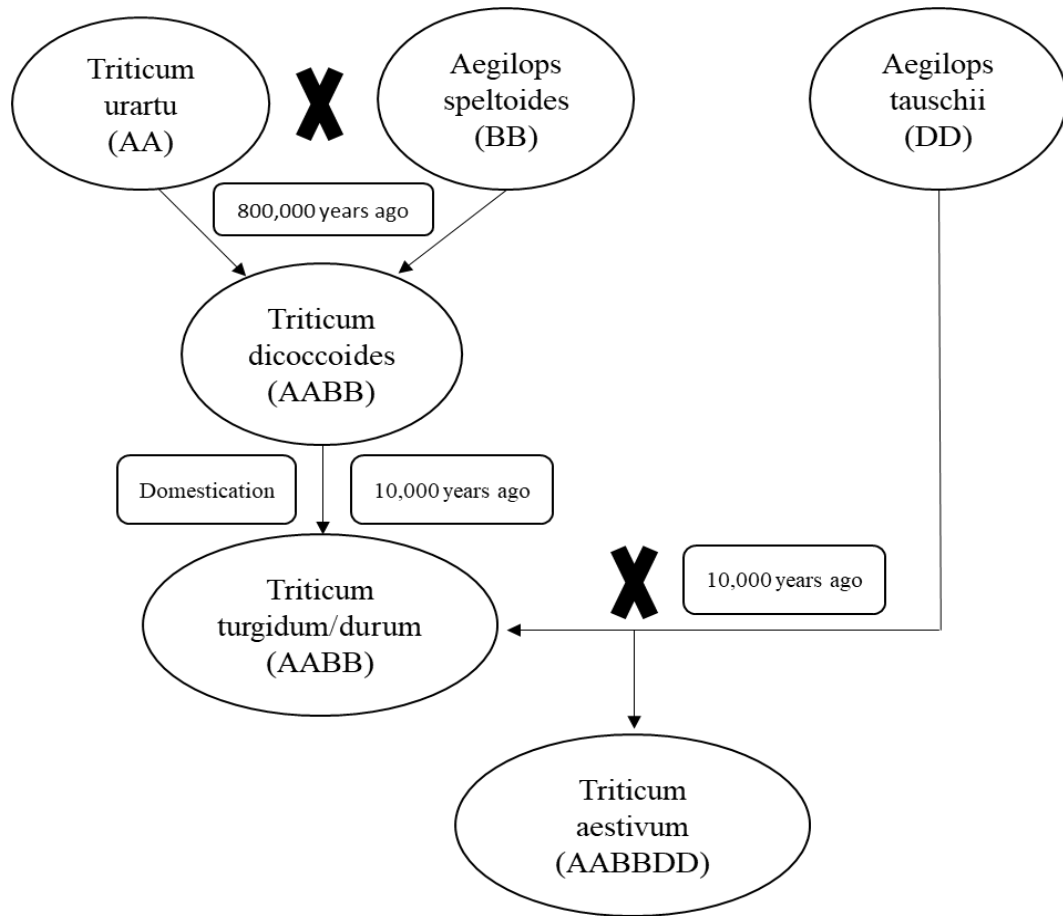 Triticum
urartu
(AA)
Aegilops
speltoides
(BB)
Aegilops
tauschii
(DD)
800,000 years ago
Triticum
dicoccoides
(AABB)
Domestication
10,000 years ago
Triticum
turgidum/durum
(AABB)
10,000 years ago
Triticum
aestivum
(AABBDD)